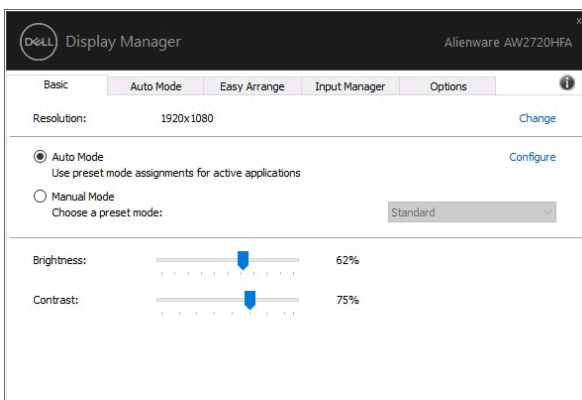 DELL Display Manager Alienware AW2720HFA
Basic Auto Mode Easy Arrange Input Manager Options
Resolution: 1920x1080 Change
Auto Mode Configure
Use preset mode assignments for active applications
Manual Mode
Choose a preset mode: Standard
Brightness: 62%
Contrast: 75%